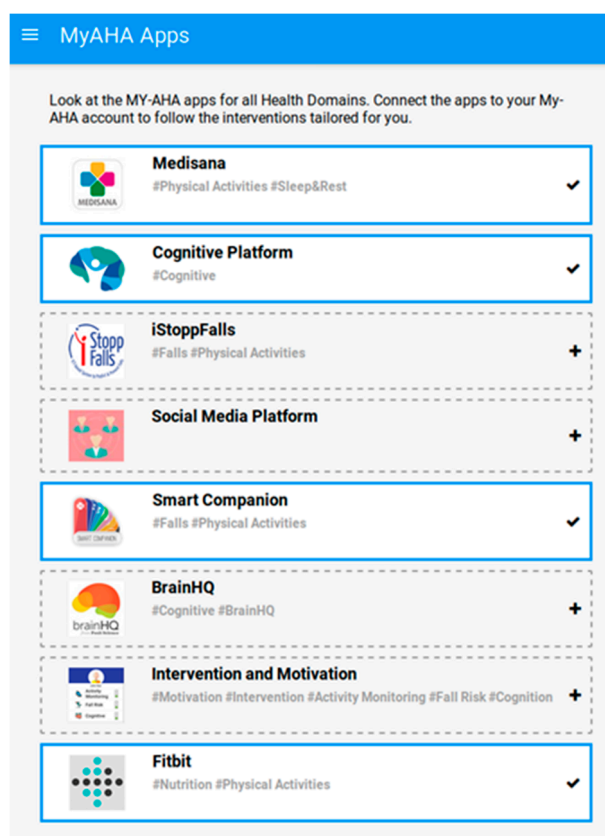 MyAHA Apps
Look at the MY-AHA apps for all Health Domains. Connect the apps to your My-
AHA account to follow the interventions tailored for you.
Medisana
#Physical Activities #Sleep&Rest
MEDISANA
Cognitive Platform
#Cognitive
iStoppFalls
#Falls #Physical Activities
iStopp
Falls
Social Media Platform
Smart Companion
#Falls #Physical Activities
SMART COMPANION
BrainHQ
#Cognitive #BrainHQ
brainHQ
Intervention and Motivation
#Motivation #Intervention #Activity Monitoring #Fall Risk #Cognition
Activity
Monitoring
Fall Risk
Cognitive
Fitbit
#Nutrition #Physical Activities